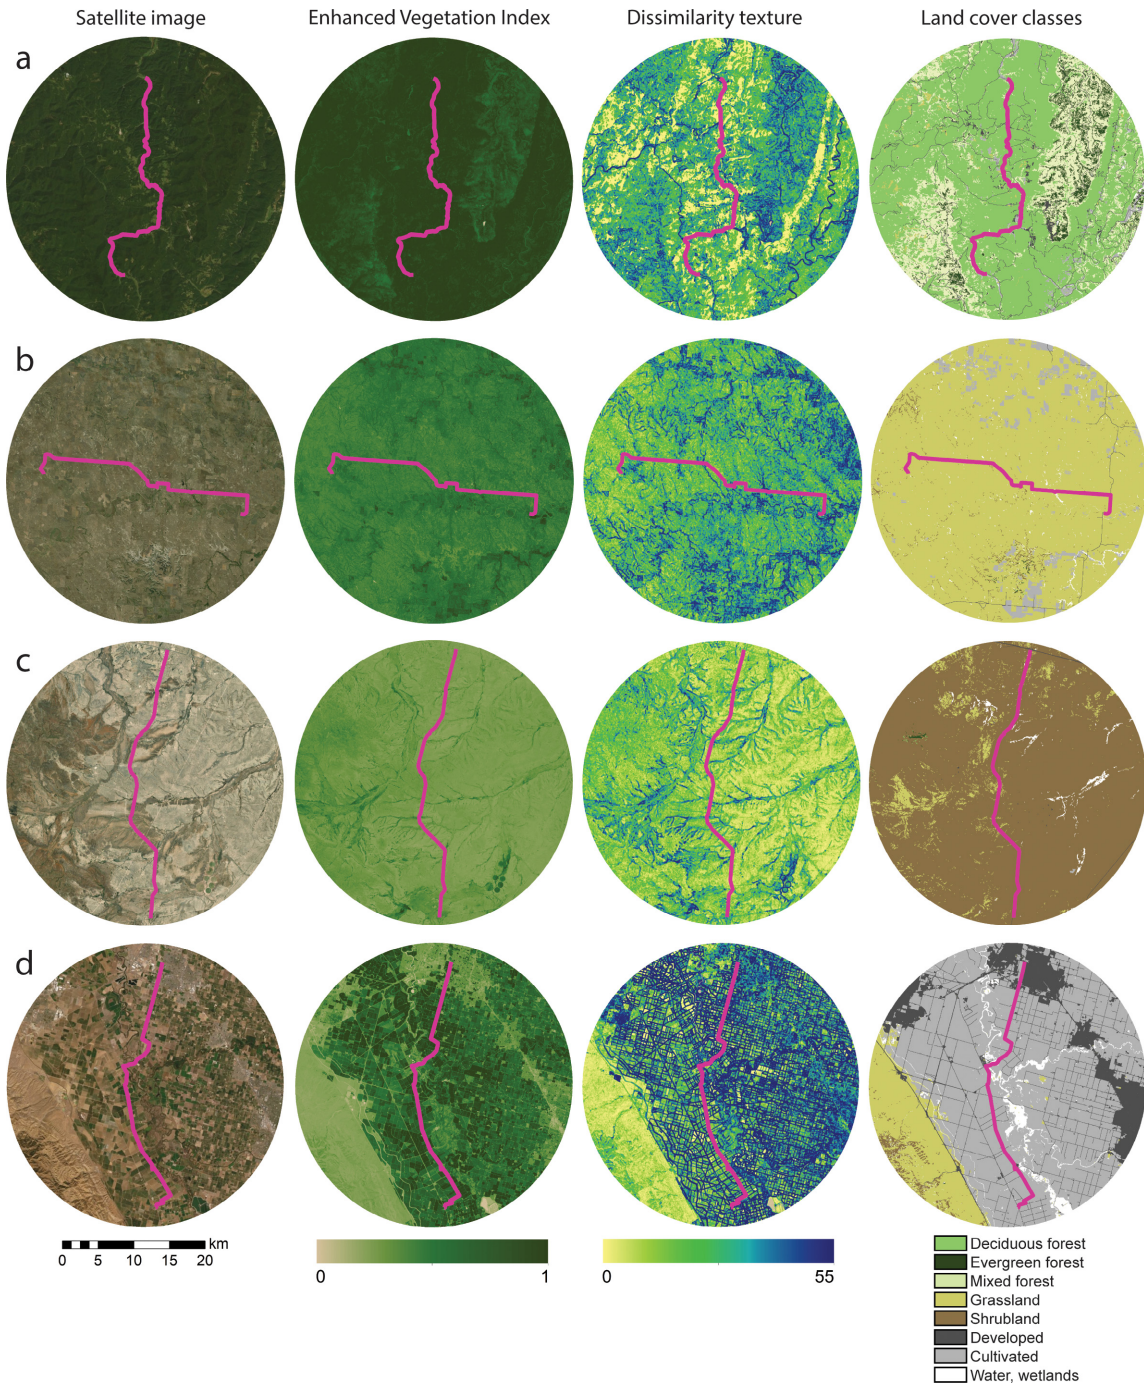 Satellite image
Enhanced Vegetation Index
Dissimilarity texture
Land cover classes
a
b
c
d
km
0 5 10 15 20
0 1
0 55
Deciduous forest
Evergreen forest
Mixed forest
Grassland
Shrubland
Developed
Cultivated
Water, wetlands